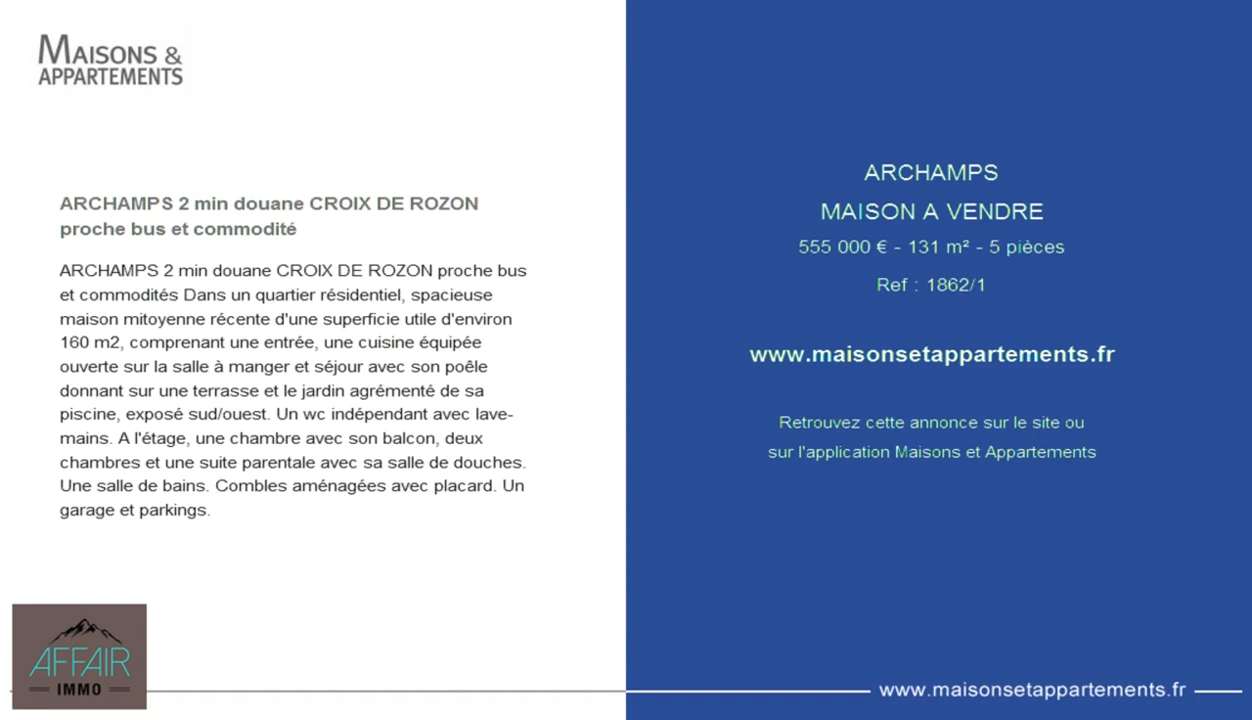 MAISONS &
APPARTEMENTS
ARCHAMPS 2 min douane CROIX DE ROZON
proche bus et commodité
ARCHAMPS 2 min douane CROIX DE ROZON proche bus
et commodités Dans un quartier résidentiel, spacieuse
maison mitoyenne récente d'une superficie utile d'environ
160 m2, comprenant une entrée, une cuisine équipée
ouverte sur la salle à manger et séjour avec son poêle
donnant sur une terrasse et le jardin agrémenté de sa
piscine, exposé sud/ouest. Un wc indépendant avec lave-
mains. A l'étage, une chambre avec son balcon, deux
chambres et une suite parentale avec sa salle de douches.
Une salle de bains. Combles aménagées avec placard. Un
garage et parkings.
AFFAIR
IMMO
ARCHAMPS
MAISON A VENDRE
555 000 € - 131 m² - 5 pièces
Ref : 1862/1
www.maisonsetappartements.fr
Retrouvez cette annonce sur le site ou
sur l'application Maisons et Appartements
www.maisonsetappartements.fr